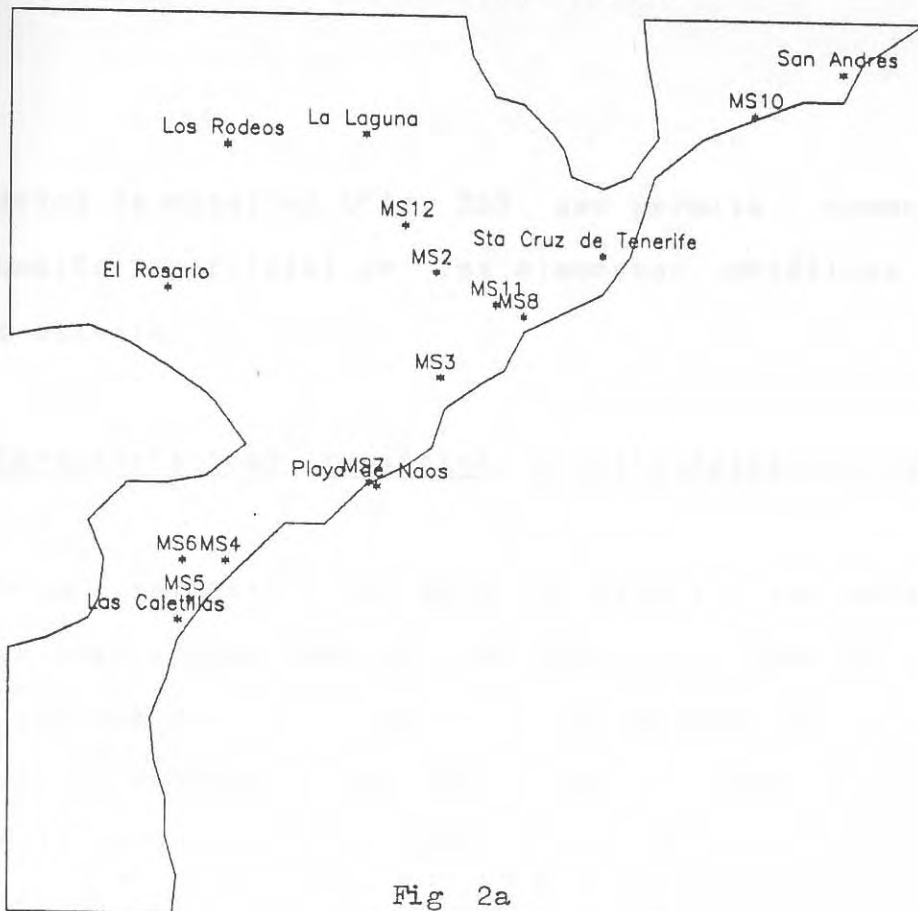 San Andres
MS10
La Laguna
Los Rodeos
MS12
Sta Cruz de Tenerife
MS2
El Rosario
MS11
MS8
MS3
MS7
Playa de Naos
MS6
MS4
MS5
Las Caletillas
Fig 2a